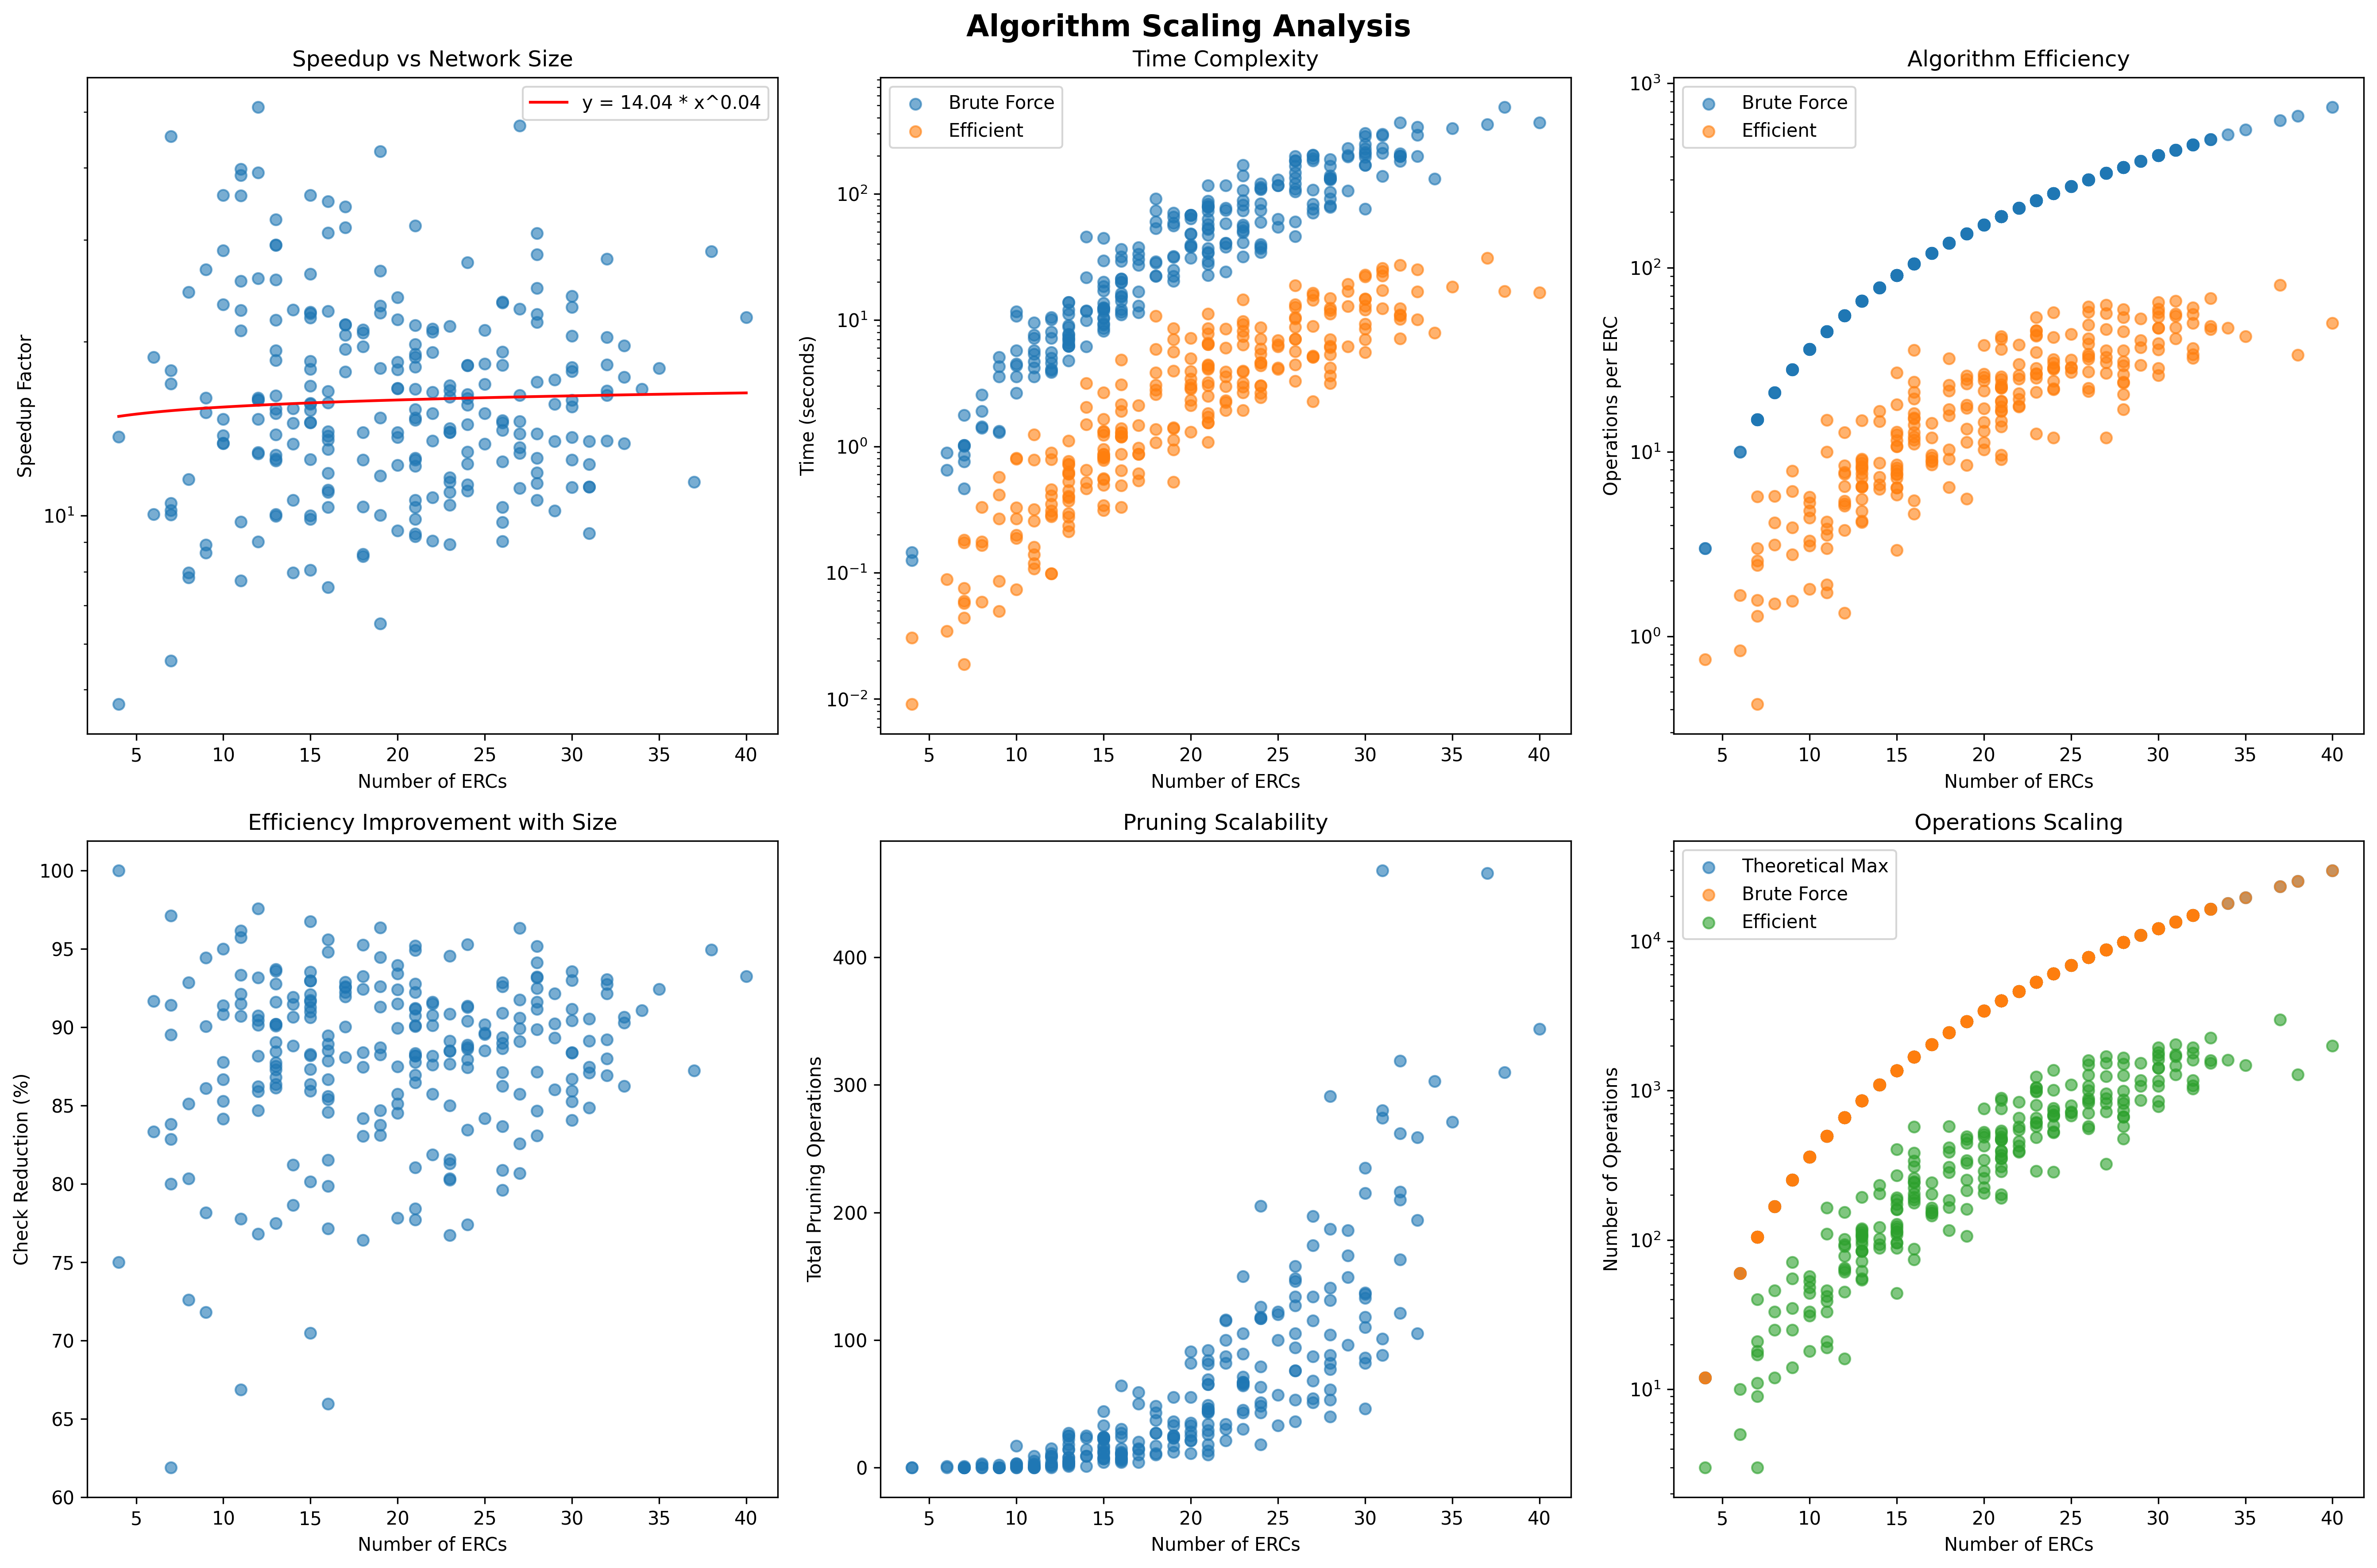 Algorithm Scaling Analysis
Speedup vs Network Size
y = 14.04 * x^0.04
Speedup Factor
10¹
5 10 15 20 25 30 35 40
Number of ERCs
Time Complexity
Brute Force
Efficient
Time (seconds)
10²
10¹
10⁰
10⁻¹
10⁻²
5 10 15 20 25 30 35 40
Number of ERCs
Algorithm Efficiency
Brute Force
Efficient
Operations per ERC
10³
10²
10¹
10⁰
5 10 15 20 25 30 35 40
Number of ERCs
Efficiency Improvement with Size
Check Reduction (%)
100
95
90
85
80
75
70
65
60
5 10 15 20 25 30 35 40
Number of ERCs
Pruning Scalability
Total Pruning Operations
400
300
200
100
0
5 10 15 20 25 30 35 40
Number of ERCs
Operations Scaling
Theoretical Max
Brute Force
Efficient
Number of Operations
10⁴
10³
10²
10¹
5 10 15 20 25 30 35 40
Number of ERCs